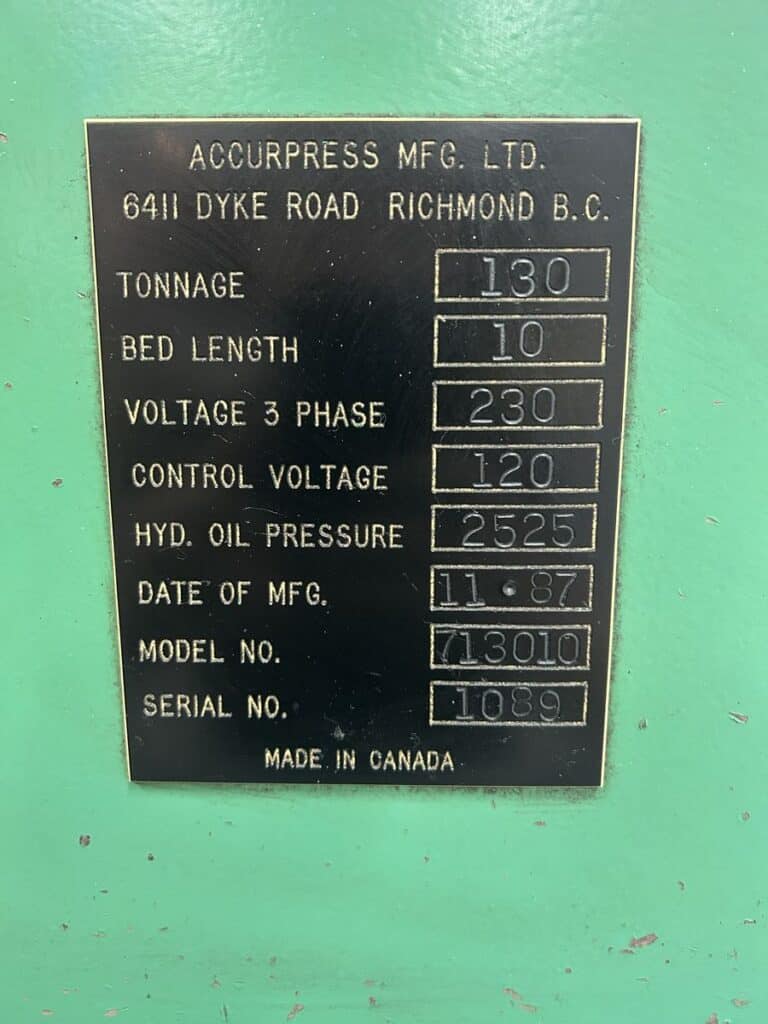 ACCURPRESS MFG. LTD.
6411 DYKE ROAD RICHMOND B.C.
TONNAGE 130
BED LENGTH 10
VOLTAGE 3 PHASE 230
CONTROL VOLTAGE 120
HYD. OIL PRESSURE 2525
DATE OF MFG. 11 • 87
MODEL NO. 713010
SERIAL NO. 1089
MADE IN CANADA